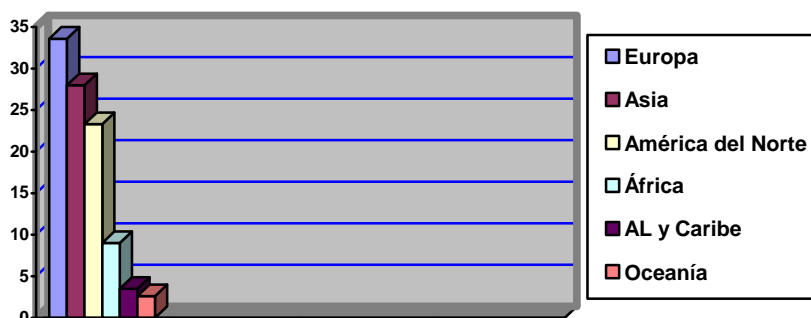 35
30
25
20
15
10
5
0
Europa
Asia
América del Norte
África
AL y Caribe
Oceanía